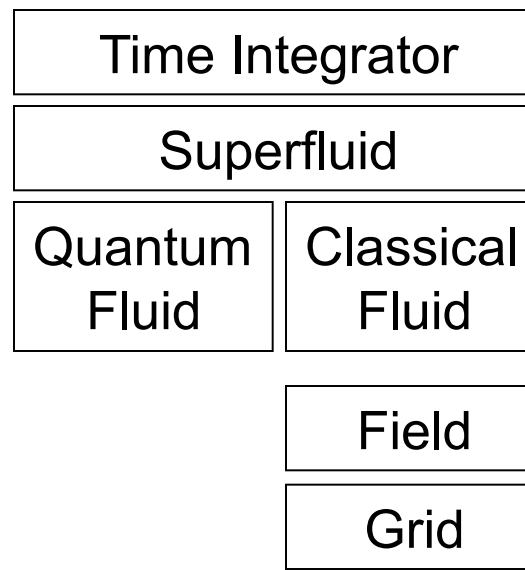 Time Integrator
Superfluid
Quantum
Fluid
Classical
Fluid
Field
Grid